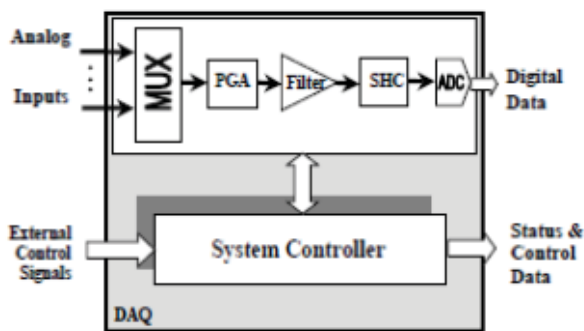 Analog
Inputs
MUX
PGA
Filter
SHC
ADC
Digital
Data
External
Control
Signals
System Controller
Status &
Control
Data
DAQ